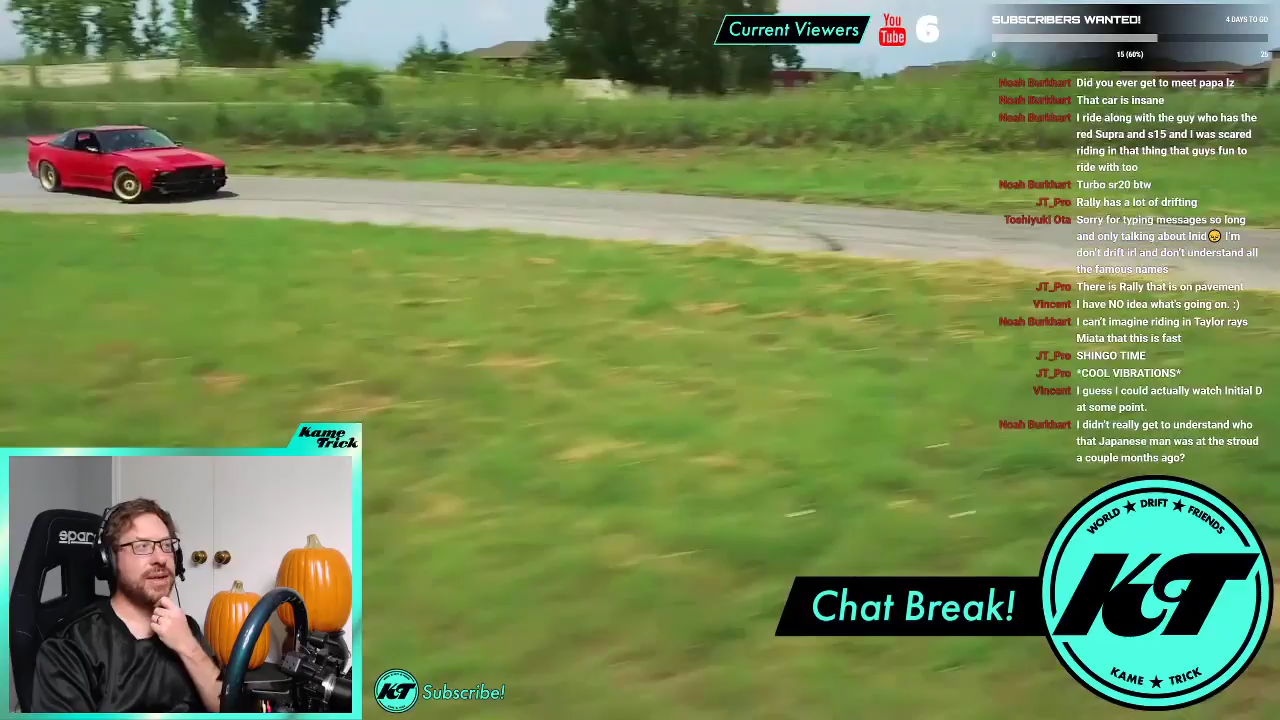 Current Viewers
You
Tube
6
SUBSCRIBERS WANTED!
4 DAYS TO GO
0
15 (60%)
25
Noah Burkhart Did you ever get to meet papa lz
Noah Burkhart That car is insane
Noah Burkhart I ride along with the guy who has the
red Supra and s15 and I was scared
riding in that thing that guys fun to
ride with too
Noah Burkhart Turbo sr20 btw
JT_Pro Rally has a lot of drifting
Toshiyuki Ota Sorry for typing messages so long
and only talking about Inid😞 I'm
don't drift irl and don't understand all
the famous names
JT_Pro There is Rally that is on pavement
Vincent I have NO idea what's going on. :)
Noah Burkhart I can't imagine riding in Taylor rays
Miata that this is fast
JT_Pro SHINGO TIME
JT_Pro *COOL VIBRATIONS*
Vincent I guess I could actually watch Initial D
at some point.
Noah Burkhart I didn't really get to understand who
that Japanese man was at the stroud
a couple months ago?
Kame
Trick
Chat Break!
WORLD ★ DRIFT ★ FRIENDS
KT
KAME ★ TRICK
KT
Subscribe!